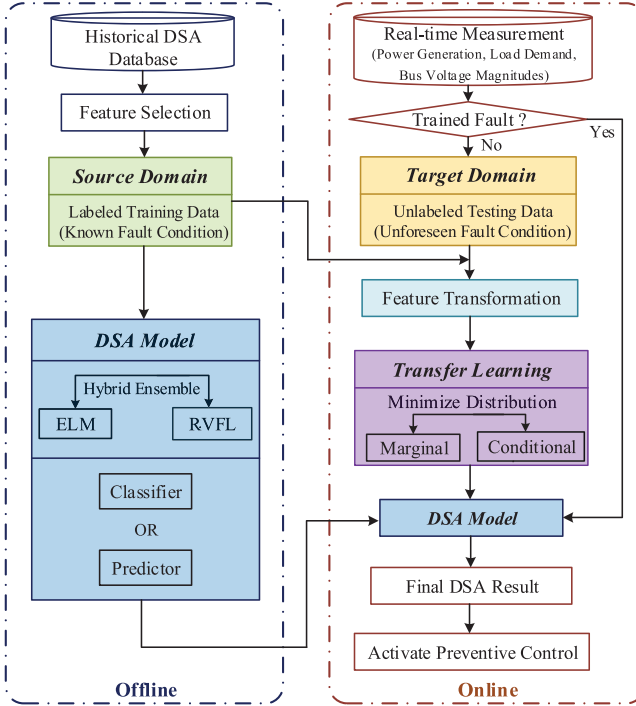 Historical DSA
Database
Feature Selection
Source Domain
Labeled Training Data
(Known Fault Condition)
DSA Model
Hybrid Ensemble
ELM
RVFL
Classifier
OR
Predictor
Offline
Real-time Measurement
(Power Generation, Load Demand,
Bus Voltage Magnitudes)
Trained Fault ?
Yes
No
Target Domain
Unlabeled Testing Data
(Unforeseen Fault Condition)
Feature Transformation
Transfer Learning
Minimize Distribution
Marginal
Conditional
DSA Model
Final DSA Result
Activate Preventive Control
Online